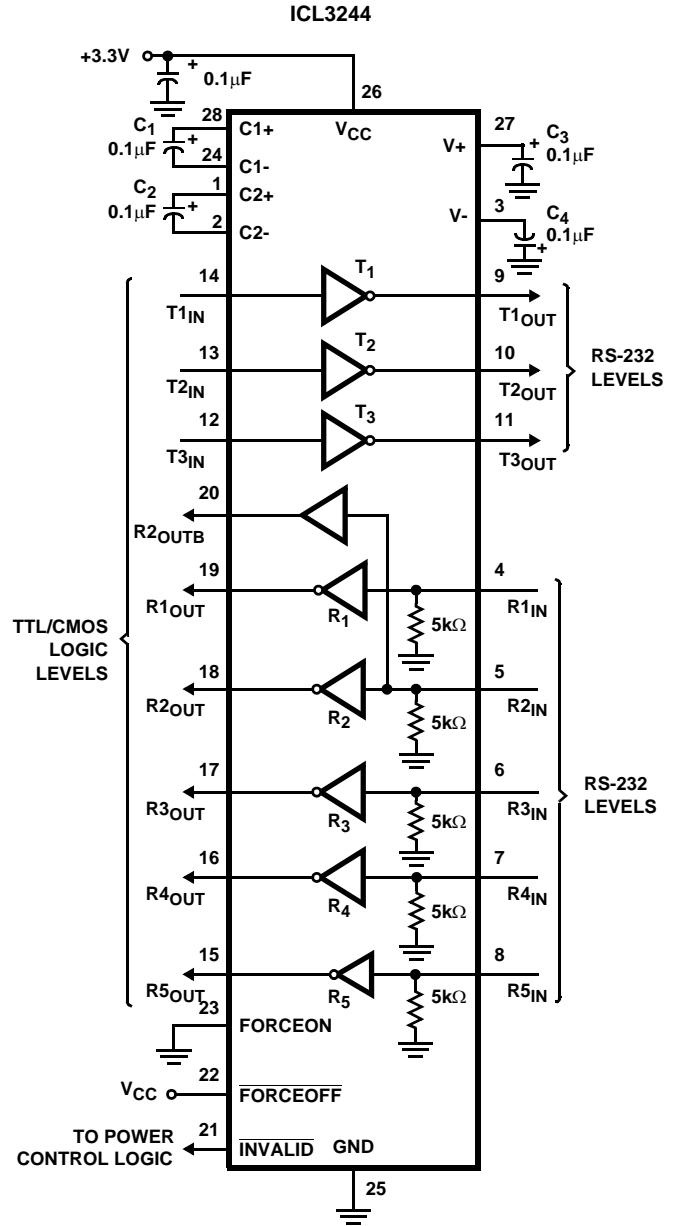 ICL3244
+3.3V
+
0.1μF
26
28
C1
0.1μF
+
24
C1+
C1-
VCC
V+
27
+
C3
0.1μF
1
C2
0.1μF
+
2
C2+
C2-
V-
3
C4
0.1μF
+
14
T1IN
T1
9
T1OUT
13
T2IN
T2
10
T2OUT
RS-232
LEVELS
12
T3IN
T3
11
T3OUT
20
R2OUTB
19
R1OUT
R1
5kΩ
4
R1IN
TTL/CMOS
LOGIC
LEVELS
18
R2OUT
R2
5kΩ
5
R2IN
17
R3OUT
R3
5kΩ
6
R3IN
RS-232
LEVELS
16
R4OUT
R4
5kΩ
7
R4IN
15
R5OUT
R5
5kΩ
8
R5IN
23
FORCEON
VCC
22
FORCEOFF
TO POWER
CONTROL LOGIC
21
INVALID
GND
25